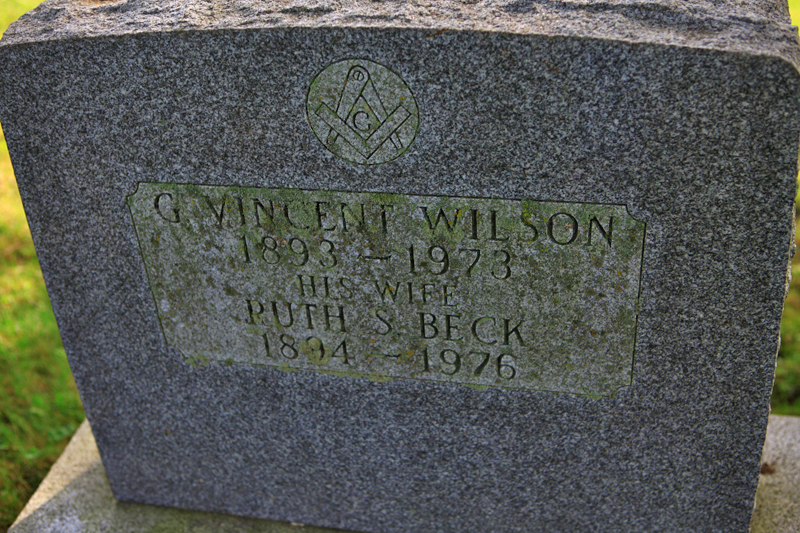 G
G. VINCENT WILSON
1893 – 1973
HIS WIFE
RUTH S. BECK
1894 – 1976